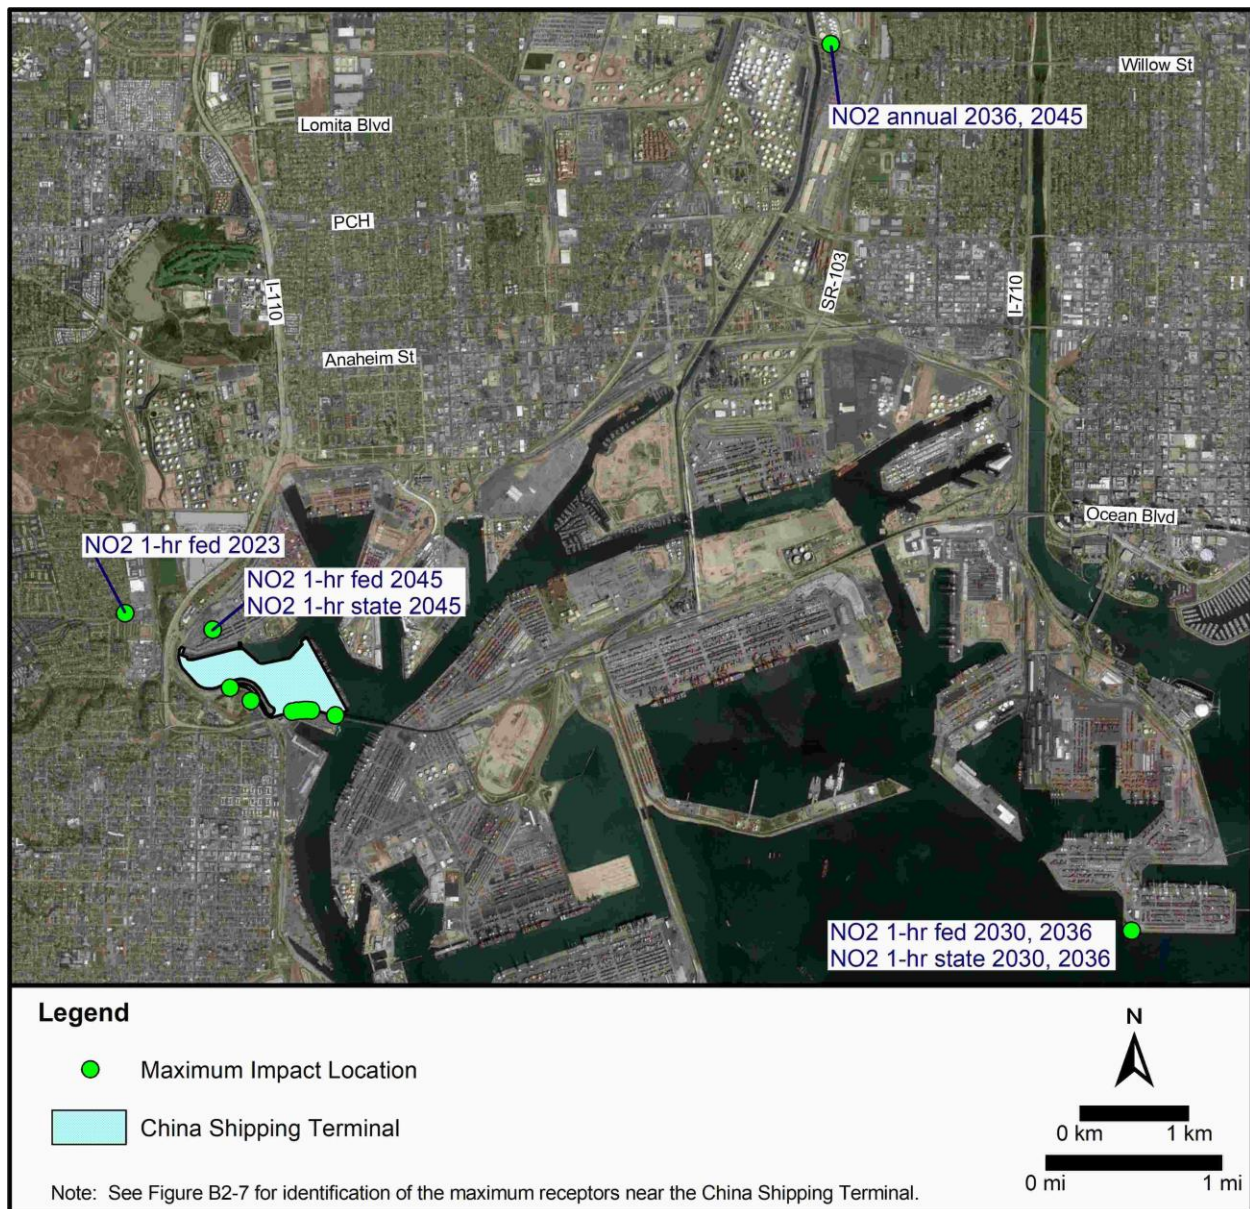 Willow St
NO2 annual 2036, 2045
Lomita Blvd
PCH
SR-103
I-110
I-710
Anaheim St
Ocean Blvd
NO2 1-hr fed 2023
NO2 1-hr fed 2045
NO2 1-hr state 2045
NO2 1-hr fed 2030, 2036
NO2 1-hr state 2030, 2036
Legend
Maximum Impact Location
China Shipping Terminal
N
0 km 1 km
0 mi 1 mi
Note: See Figure B2-7 for identification of the maximum receptors near the China Shipping Terminal.